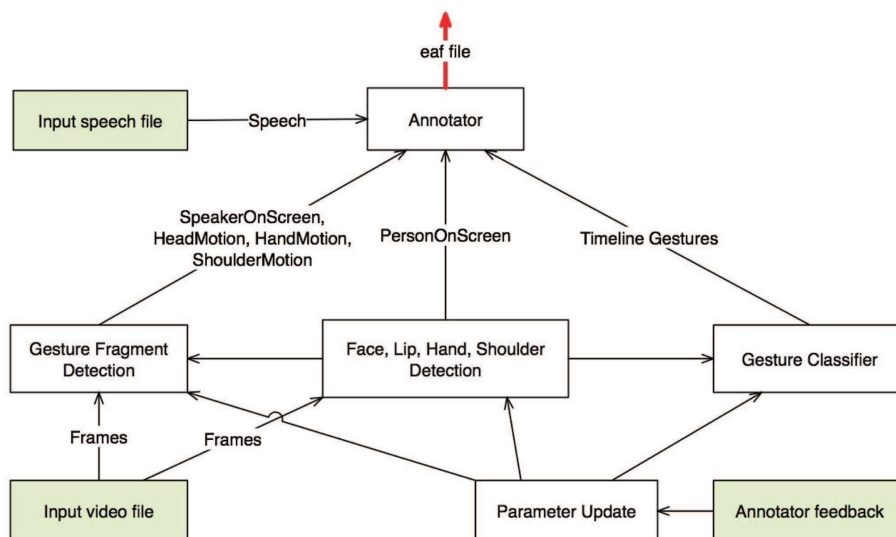 eaf file
Input speech file
Speech
Annotator
SpeakerOnScreen,
HeadMotion, HandMotion,
ShoulderMotion
PersonOnScreen
Timeline Gestures
Gesture Fragment
Detection
Face, Lip, Hand, Shoulder
Detection
Gesture Classifier
Frames
Frames
Input video file
Parameter Update
Annotator feedback